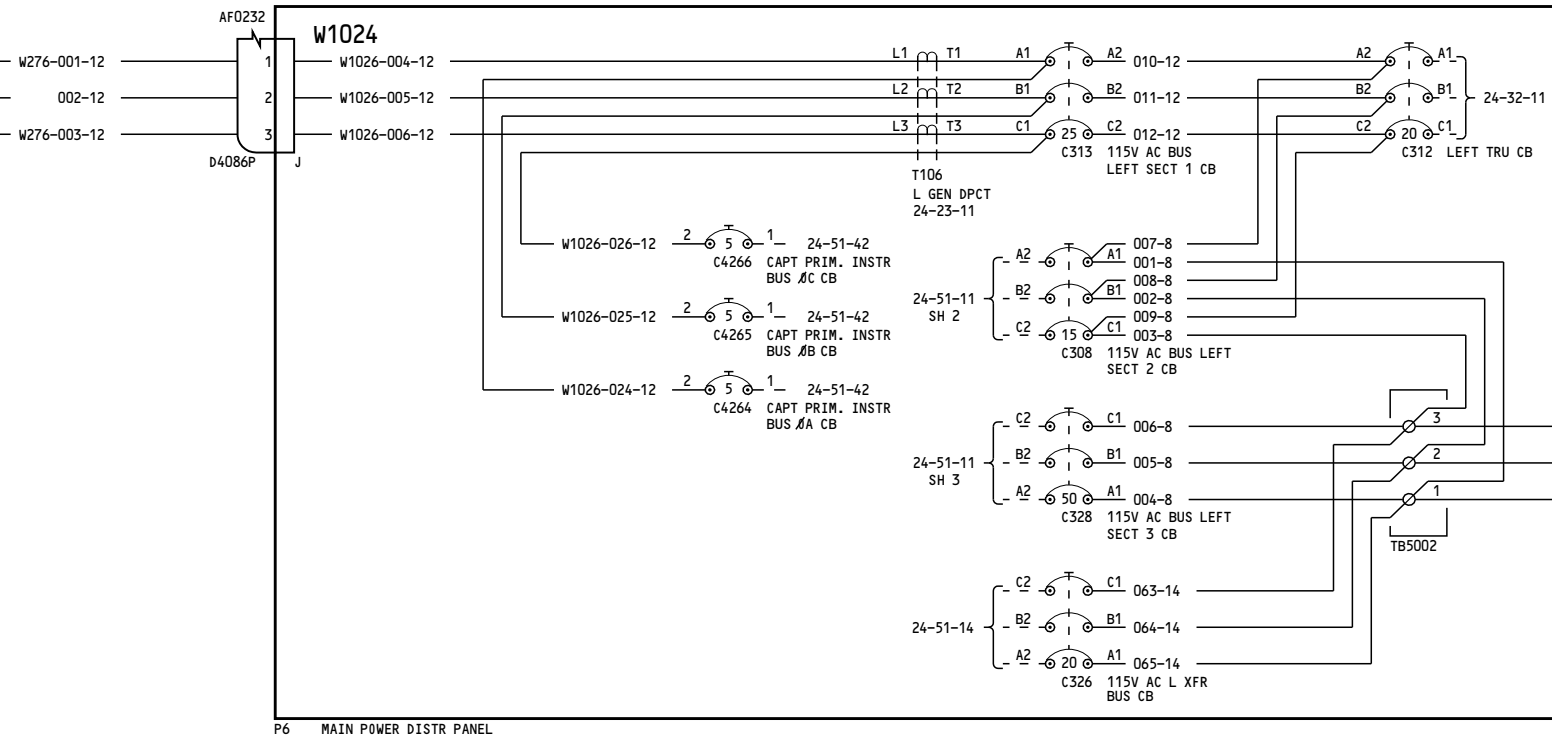 AF0232
W1024
W276-001-12 1 W1026-004-12 L1 T1 A1 A2 010-12 A2 A1
002-12 2 W1026-005-12 L2 T2 B1 B2 011-12 B2 B1 24-32-11
W276-003-12 3 W1026-006-12 L3 T3 C1 25 C2 012-12 C2 20 C1
D4086P J
T106
L GEN DPCT
24-23-11
C313 115V AC BUS
LEFT SECT 1 CB
C312 LEFT TRU CB
W1026-026-12 2 5 1 24-51-42
C4266 CAPT PRIM. INSTR
BUS ØC CB
W1026-025-12 2 5 1 24-51-42
C4265 CAPT PRIM. INSTR
BUS ØB CB
W1026-024-12 2 5 1 24-51-42
C4264 CAPT PRIM. INSTR
BUS ØA CB
24-51-11
SH 2
007-8
A2 A1 001-8
008-8
B2 B1 002-8
009-8
C2 15 C1 003-8
C308 115V AC BUS LEFT
SECT 2 CB
24-51-11
SH 3
C2 C1 006-8 3
B2 B1 005-8 2
A2 50 A1 004-8 1
C328 115V AC BUS LEFT
SECT 3 CB
TB5002
24-51-14
C2 C1 063-14
B2 B1 064-14
A2 20 A1 065-14
C326 115V AC L XFR
BUS CB
P6 MAIN POWER DISTR PANEL